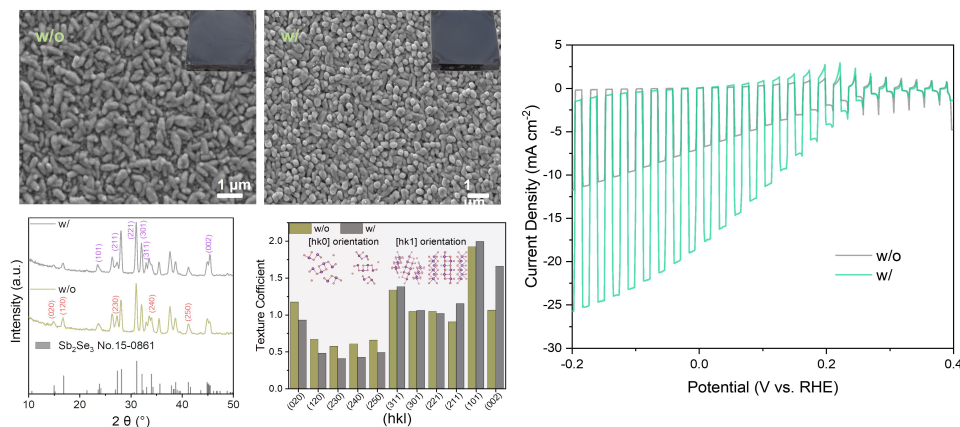 w/o
1 μm
w/
1
μm
w/
(101)
(211)
(221)
(301)
(311)
(002)
w/o
(020)
(120)
(230)
(240)
(250)
Sb2Se3 No.15-0861
10 20 30 40 50
2 θ (°)
Intensity (a.u.)
w/o w/
[hk0] orientation [hk1] orientation
2.0
1.5
1.0
0.5
0.0
Texture Coefficient
(020) (120) (230) (240) (250) (311) (301) (221) (211) (101) (002)
(hkl)
5
0
-5
-10
-15
-20
-25
-30
Current Density (mA cm-2)
w/o
w/
-0.2 0.0 0.2 0.4
Potential (V vs. RHE)